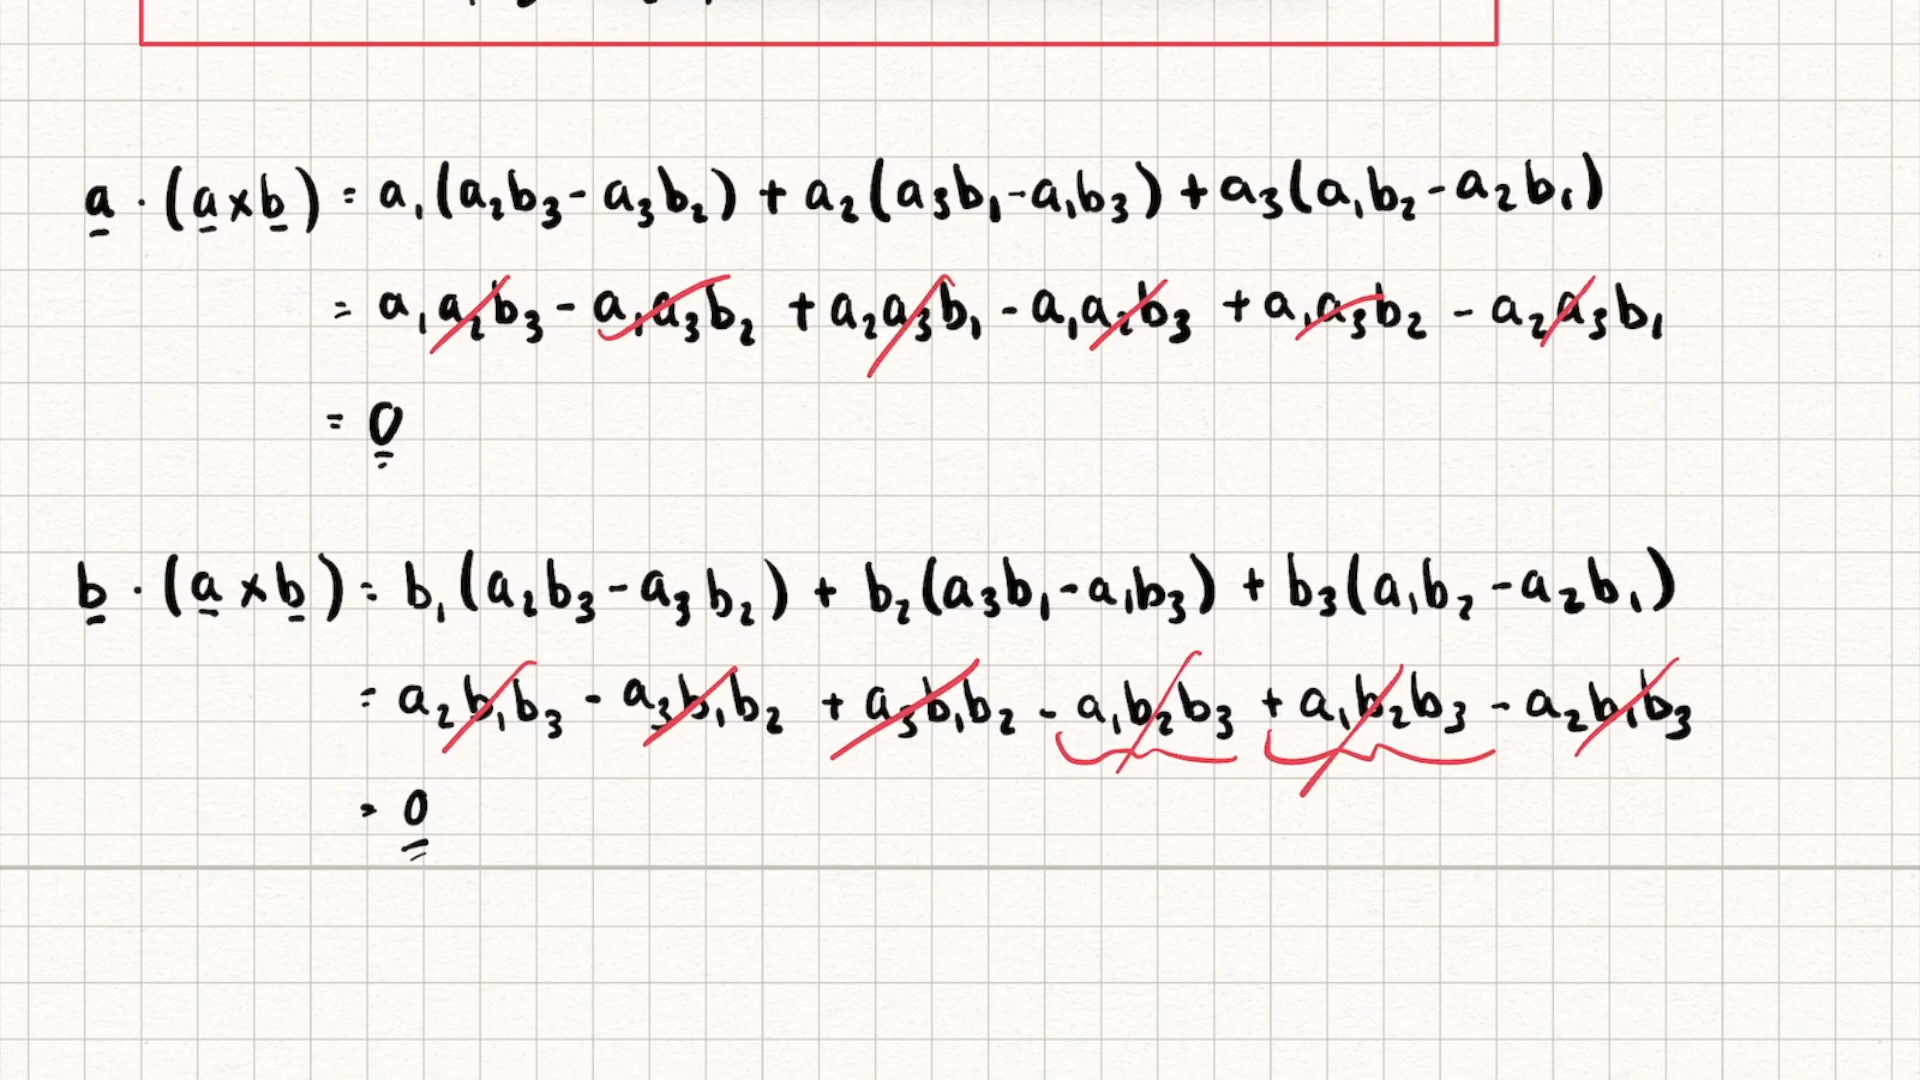 a · (a×b) = a₁(a₂b₃ - a₃b₂) + a₂(a₃b₁ - a₁b₃) + a₃(a₁b₂ - a₂b₁)
= a₁a₂b₃ - a₁a₃b₂ + a₂a₃b₁ - a₁a₂b₃ + a₁a₃b₂ - a₂a₃b₁
= 0
b · (a×b) = b₁(a₂b₃ - a₃b₂) + b₂(a₃b₁ - a₁b₃) + b₃(a₁b₂ - a₂b₁)
= a₂b₁b₃ - a₃b₁b₂ + a₃b₁b₂ - a₁b₂b₃ + a₁b₂b₃ - a₂b₁b₃
= 0